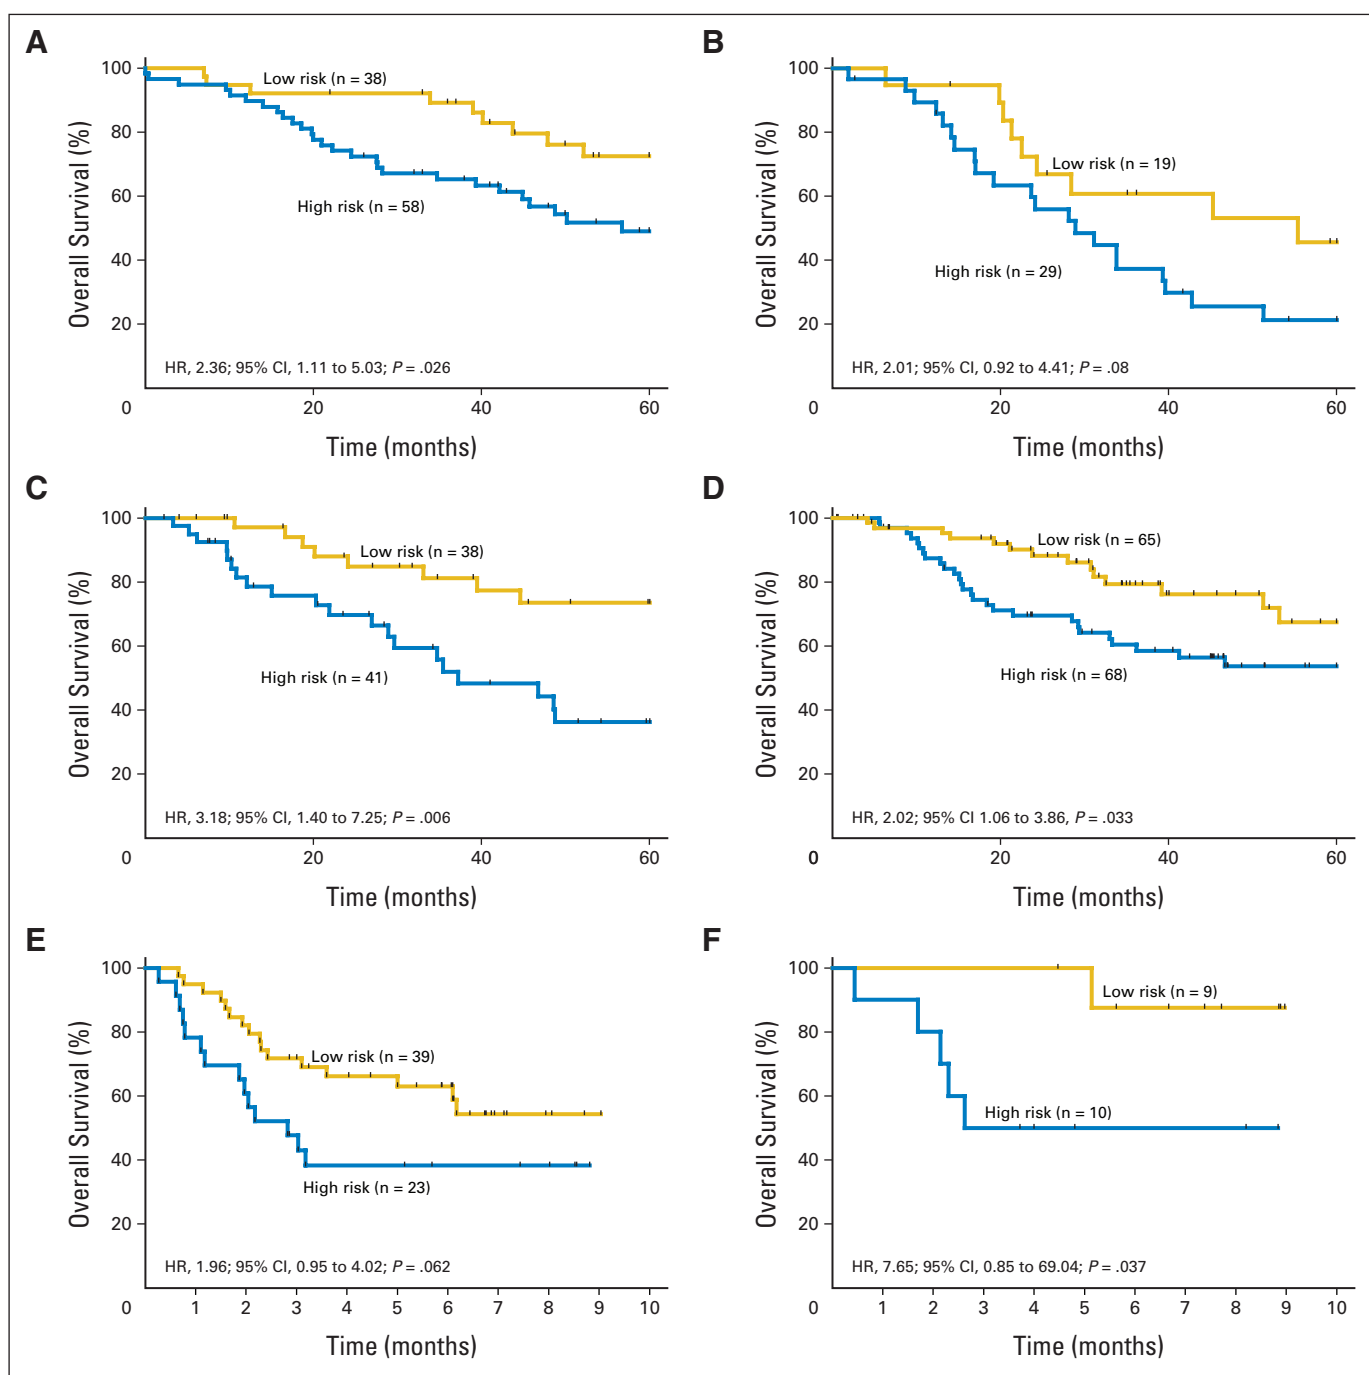 A
Overall Survival (%)
100
80
60
40
20
0
20
40
60
Time (months)
Low risk (n = 38)
High risk (n = 58)
HR, 2.36; 95% CI, 1.11 to 5.03; P = .026
B
Overall Survival (%)
100
80
60
40
20
0
20
40
60
Time (months)
Low risk (n = 19)
High risk (n = 29)
HR, 2.01; 95% CI, 0.92 to 4.41; P = .08
C
Overall Survival (%)
100
80
60
40
20
0
20
40
60
Time (months)
Low risk (n = 38)
High risk (n = 41)
HR, 3.18; 95% CI, 1.40 to 7.25; P = .006
D
Overall Survival (%)
100
80
60
40
20
0
20
40
60
Time (months)
Low risk (n = 65)
High risk (n = 68)
HR, 2.02; 95% CI 1.06 to 3.86, P = .033
E
Overall Survival (%)
100
80
60
40
20
0
1
2
3
4
5
6
7
8
9
10
Time (months)
Low risk (n = 39)
High risk (n = 23)
HR, 1.96; 95% CI, 0.95 to 4.02; P = .062
F
Overall Survival (%)
100
80
60
40
20
0
1
2
3
4
5
6
7
8
9
10
Time (months)
Low risk (n = 9)
High risk (n = 10)
HR, 7.65; 95% CI, 0.85 to 69.04; P = .037